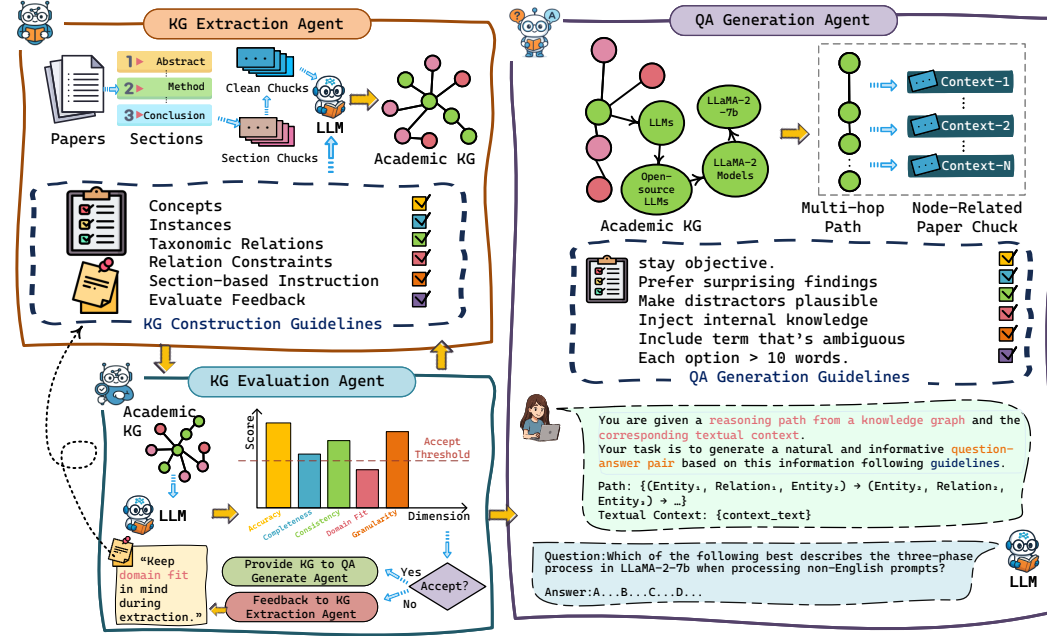 KG Extraction Agent
1 Abstract
2 Method
3 Conclusion
Papers
Sections
Clean Chucks
Section Chucks
LLM
Academic KG
Concepts
Instances
Taxonomic Relations
Relation Constraints
Section-based Instruction
Evaluate Feedback
KG Construction Guidelines
KG Evaluation Agent
Academic
KG
LLM
Score
Accept
Threshold
Accuracy
Completeness
Consistency
Domain Fit
Granularity
Dimension
Accept?
Yes
No
Provide KG to QA
Generate Agent
Feedback to KG
Extraction Agent
“Keep
domain fit
in mind
during
extraction.”
? A
QA Generation Agent
LLMs
Open-
source
LLMs
LLaMA-2
Models
LLaMA-2
-7b
Academic KG
Context-1
Context-2
Context-N
Multi-hop
Path
Node-Related
Paper Chuck
stay objective.
Prefer surprising findings
Make distractors plausible
Inject internal knowledge
Include term that's ambiguous
Each option > 10 words.
QA Generation Guidelines
You are given a reasoning path from a knowledge graph and the
corresponding textual context.
Your task is to generate a natural and informative question-
answer pair based on this information following guidelines.
Path: {(Entity₁, Relation₁, Entity₂) → (Entity₂, Relation₂,
Entity₃) → …}
Textual Context: {context_text}
Question:Which of the following best describes the three-phase
process in LLaMA-2-7b when processing non-English prompts?
Answer:A...B...C...D...
LLM